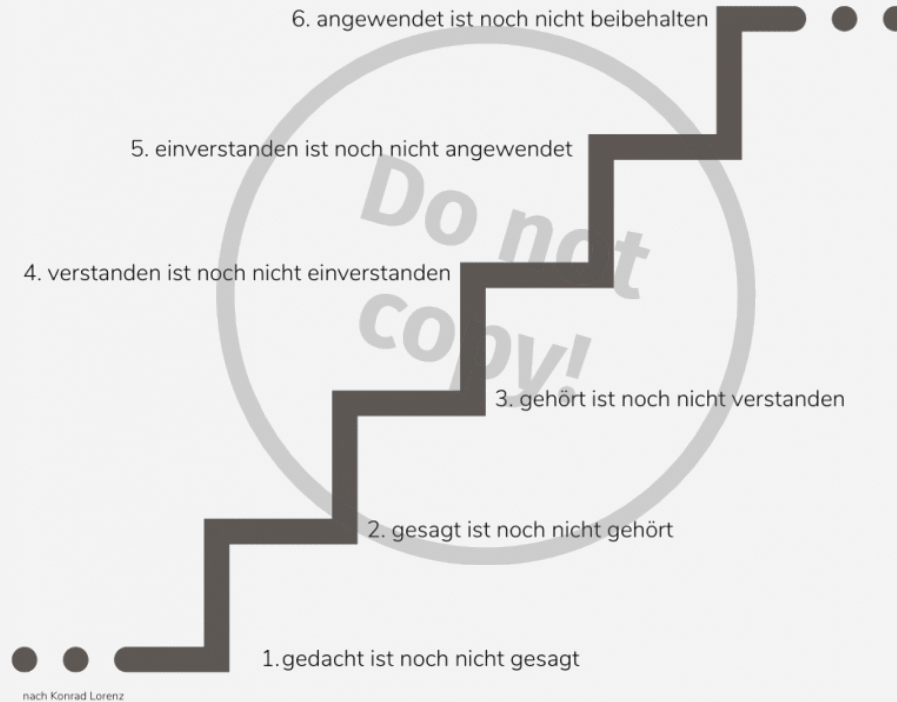 6. angewendet ist noch nicht beibehalten
5. einverstanden ist noch nicht angewendet
Do not
copy!
4. verstanden ist noch nicht einverstanden
3. gehört ist noch nicht verstanden
2. gesagt ist noch nicht gehört
1.gedacht ist noch nicht gesagt
nach Konrad Lorenz